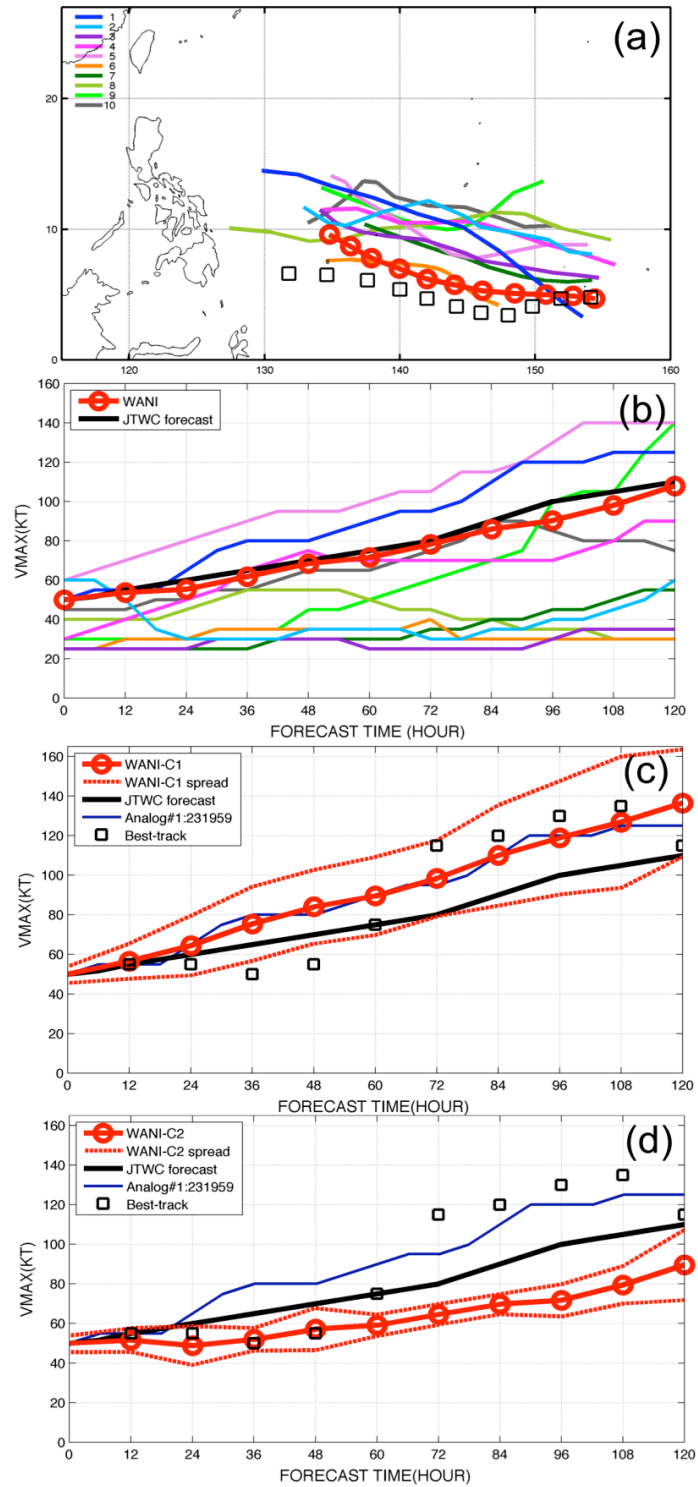 1
2
3
4
5
6
7
8
9
10
(a)
20
10
0
120
130
140
150
160
(b)
WANI
JTWC forecast
160
140
120
100
80
60
40
20
0
VMAX(KT)
0 12 24 36 48 60 72 84 96 108 120
FORECAST TIME (HOUR)
(c)
WANI-C1
WANI-C1 spread
JTWC forecast
Analog#1:231959
Best-track
160
140
120
100
80
60
40
20
0
VMAX(KT)
0 12 24 36 48 60 72 84 96 108 120
FORECAST TIME(HOUR)
(d)
WANI-C2
WANI-C2 spread
JTWC forecast
Analog#1:231959
Best-track
160
140
120
100
80
60
40
20
0
VMAX(KT)
0 12 24 36 48 60 72 84 96 108 120
FORECAST TIME(HOUR)